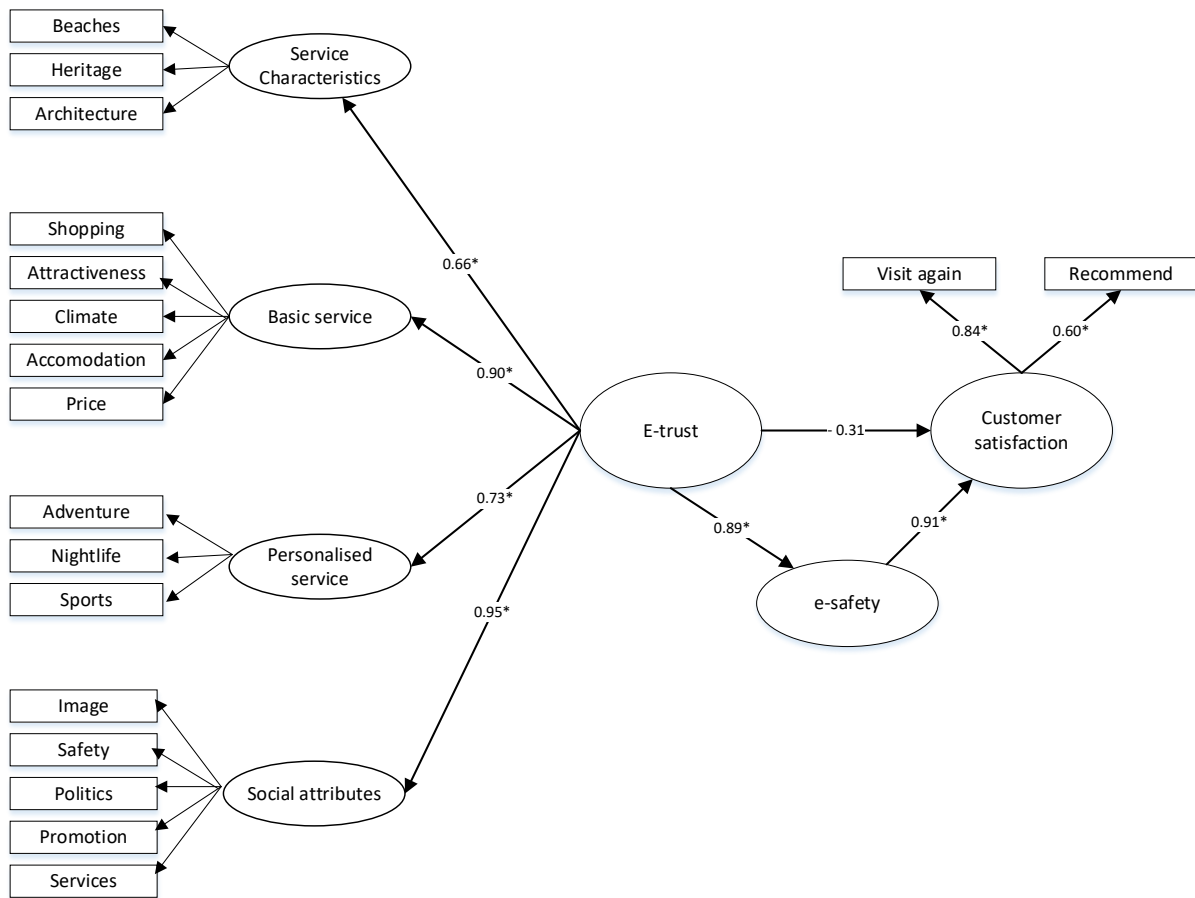 Beaches
Heritage
Architecture
Service
Characteristics
0.66*
Shopping
Attractiveness
Climate
Accomodation
Price
Basic service
0.90*
Visit again
Recommend
0.84*
0.60*
E-trust
- 0.31
Customer
satisfaction
Adventure
Nightlife
Sports
Personalised
service
0.73*
0.89*
0.91*
e-safety
0.95*
Image
Safety
Politics
Promotion
Services
Social attributes